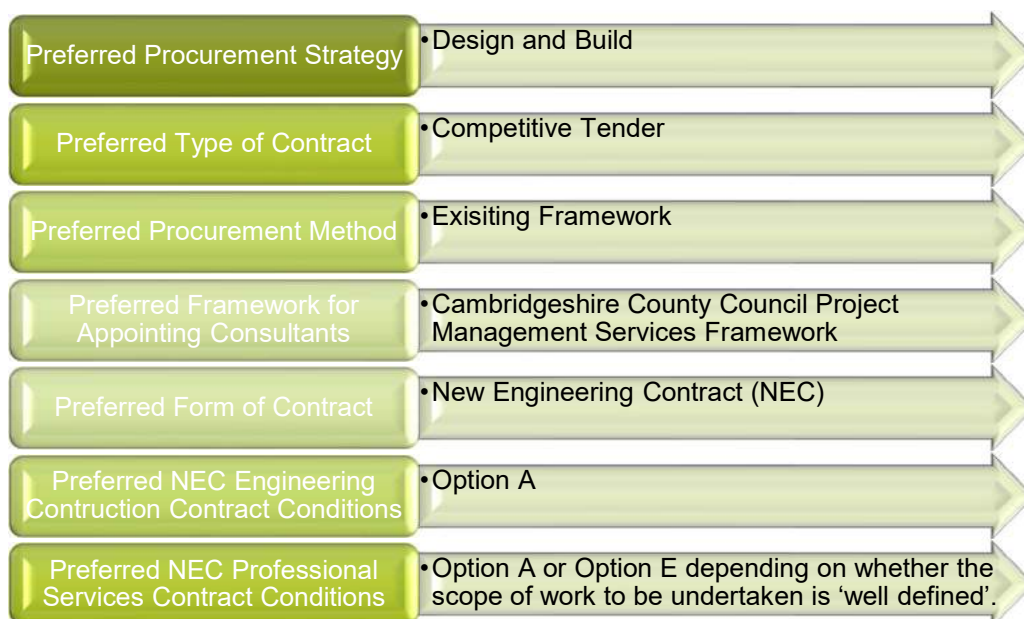 Preferred Procurement Strategy
•Design and Build
Preferred Type of Contract
•Competitive Tender
Preferred Procurement Method
•Exisiting Framework
Preferred Framework for
Appointing Consultants
•Cambridgeshire County Council Project
Management Services Framework
Preferred Form of Contract
•New Engineering Contract (NEC)
Preferred NEC Engineering
Contruction Contract Conditions
•Option A
Preferred NEC Professional
Services Contract Conditions
•Option A or Option E depending on whether the
scope of work to be undertaken is ‘well defined’.